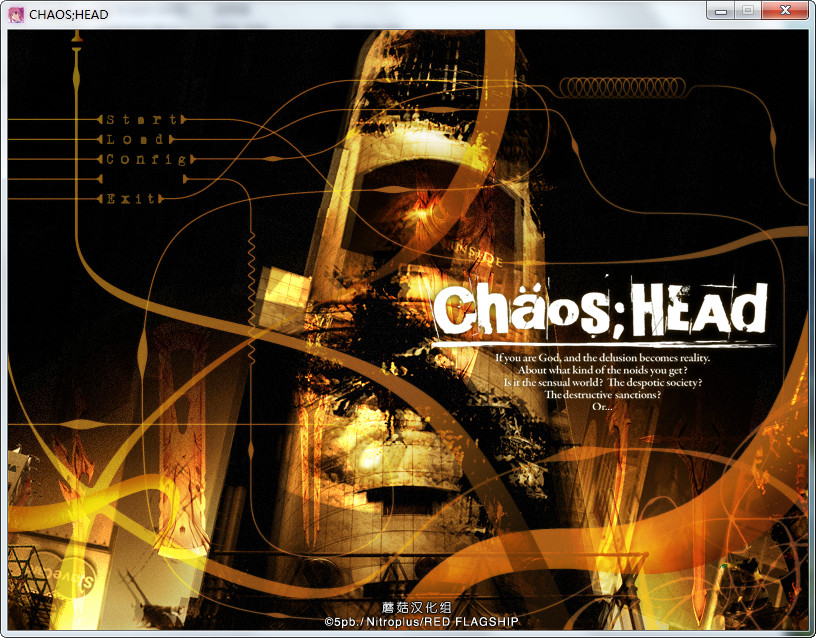 CHAOS;HEAD
Start
Load
Config
Exit
INSIDE
Chäos;HEAd
If you are God, and the delusion becomes reality.
About what kind of the noids you get?
Is it the sensual world? The despotic society?
The destructive sanctions?
Or...
蘑菇汉化组
©5pb./Nitroplus/RED FLAGSHIP